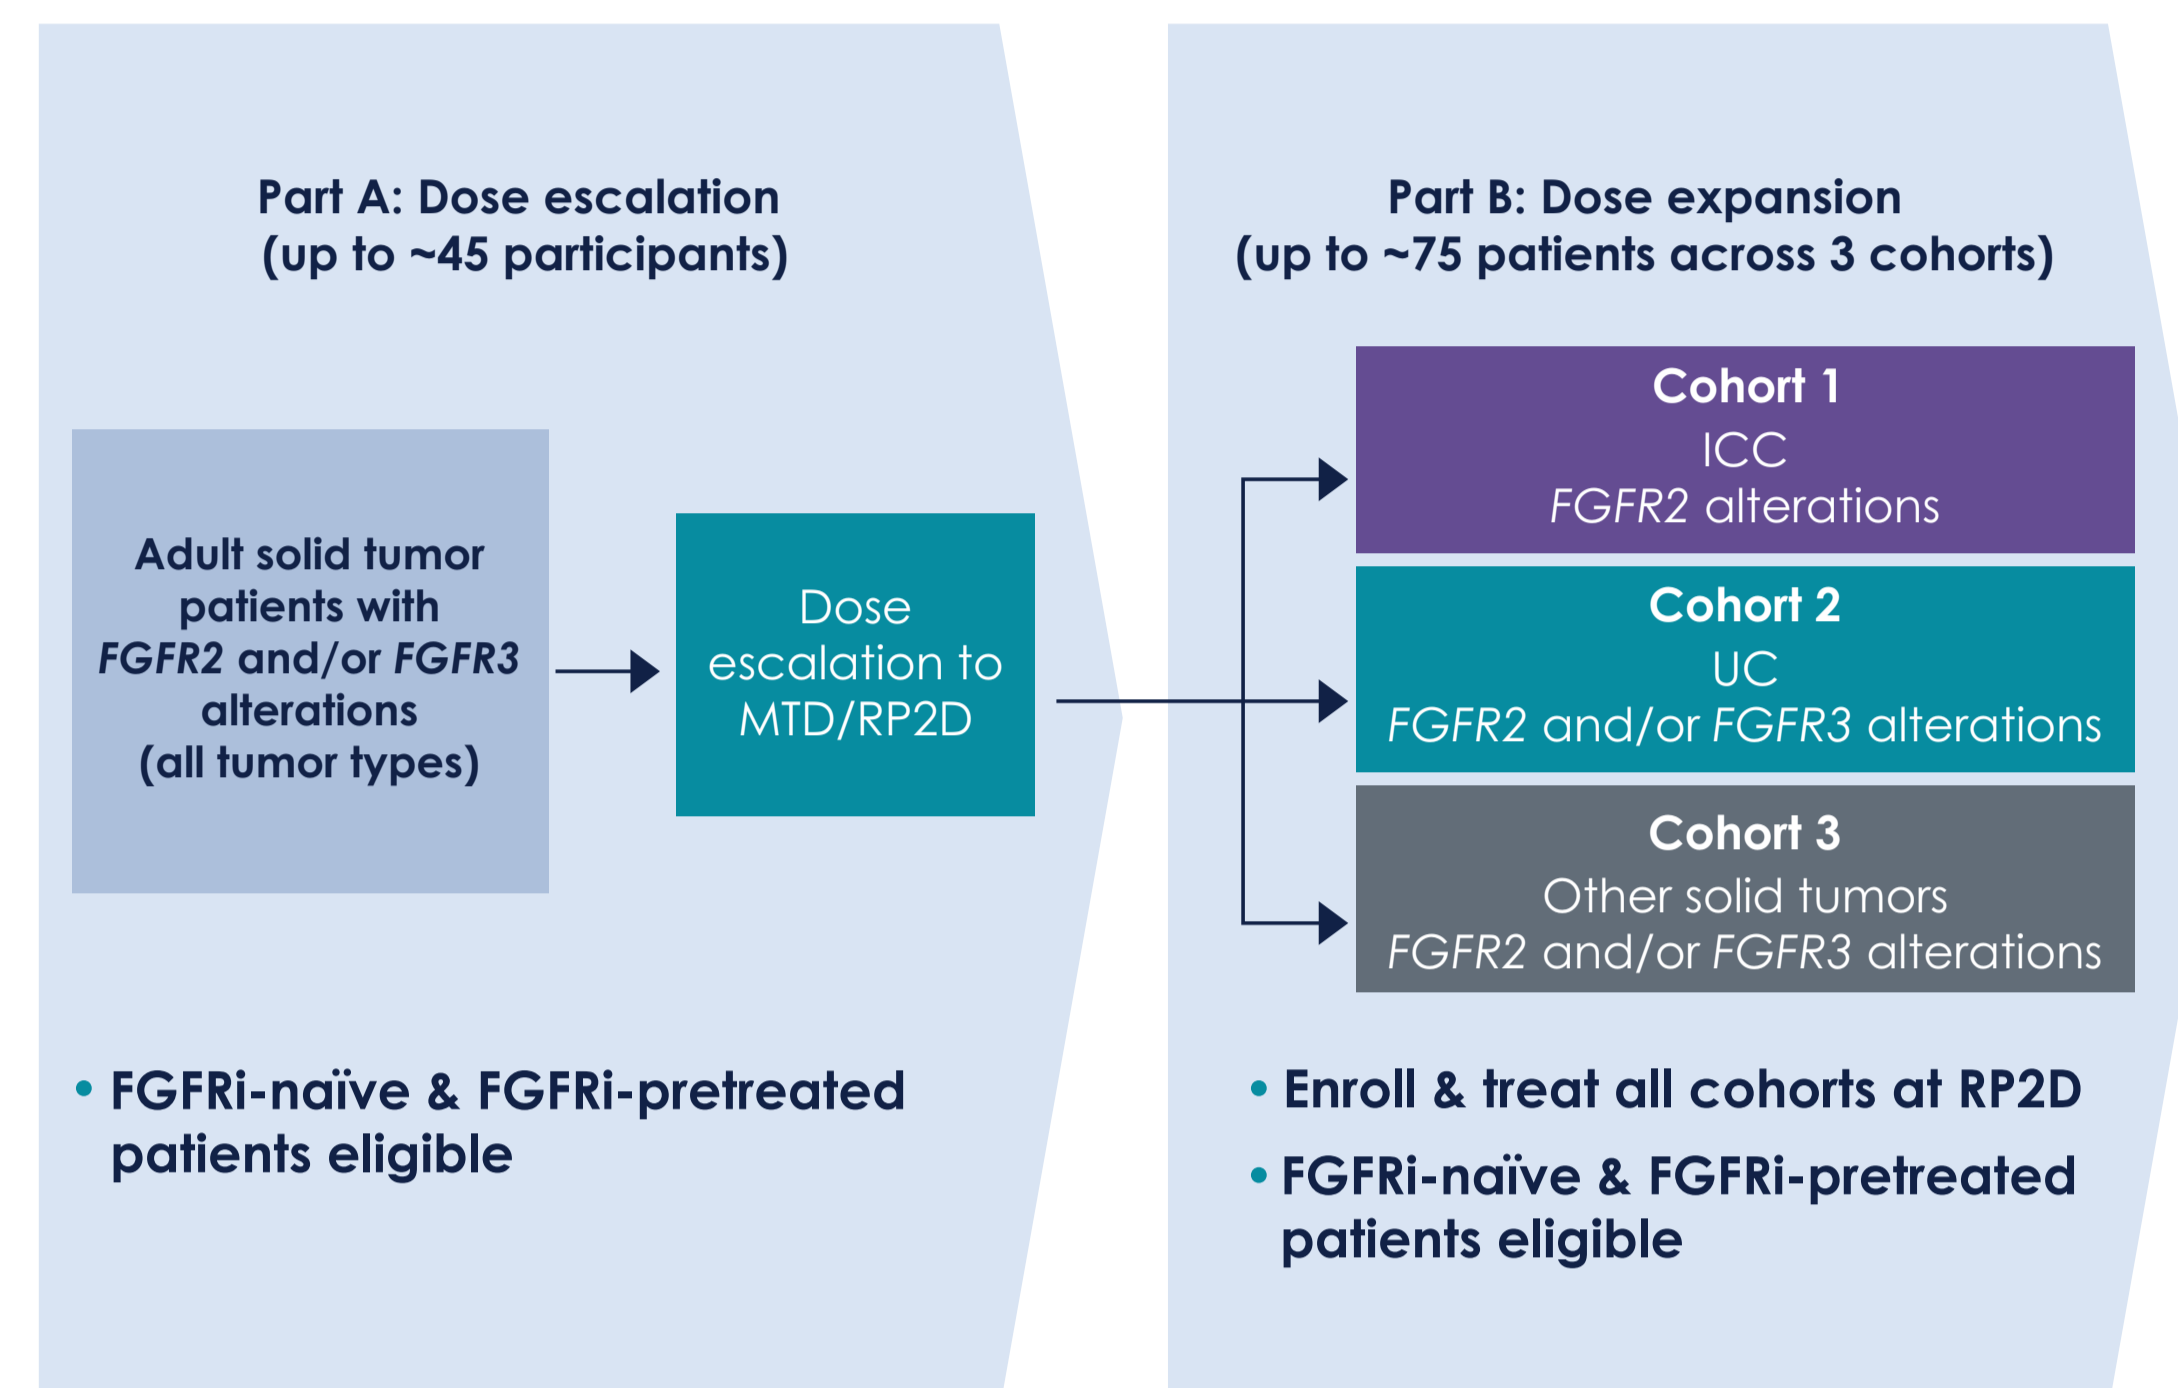 Part A: Dose escalation
(up to ~45 participants)
Adult solid tumor
patients with
FGFR2 and/or FGFR3
alterations
(all tumor types)
Dose
escalation to
MTD/RP2D
• FGFRi-naïve & FGFRi-pretreated
patients eligible
Part B: Dose expansion
(up to ~75 patients across 3 cohorts)
Cohort 1
ICC
FGFR2 alterations
Cohort 2
UC
FGFR2 and/or FGFR3 alterations
Cohort 3
Other solid tumors
FGFR2 and/or FGFR3 alterations
• Enroll & treat all cohorts at RP2D
• FGFRi-naïve & FGFRi-pretreated
patients eligible